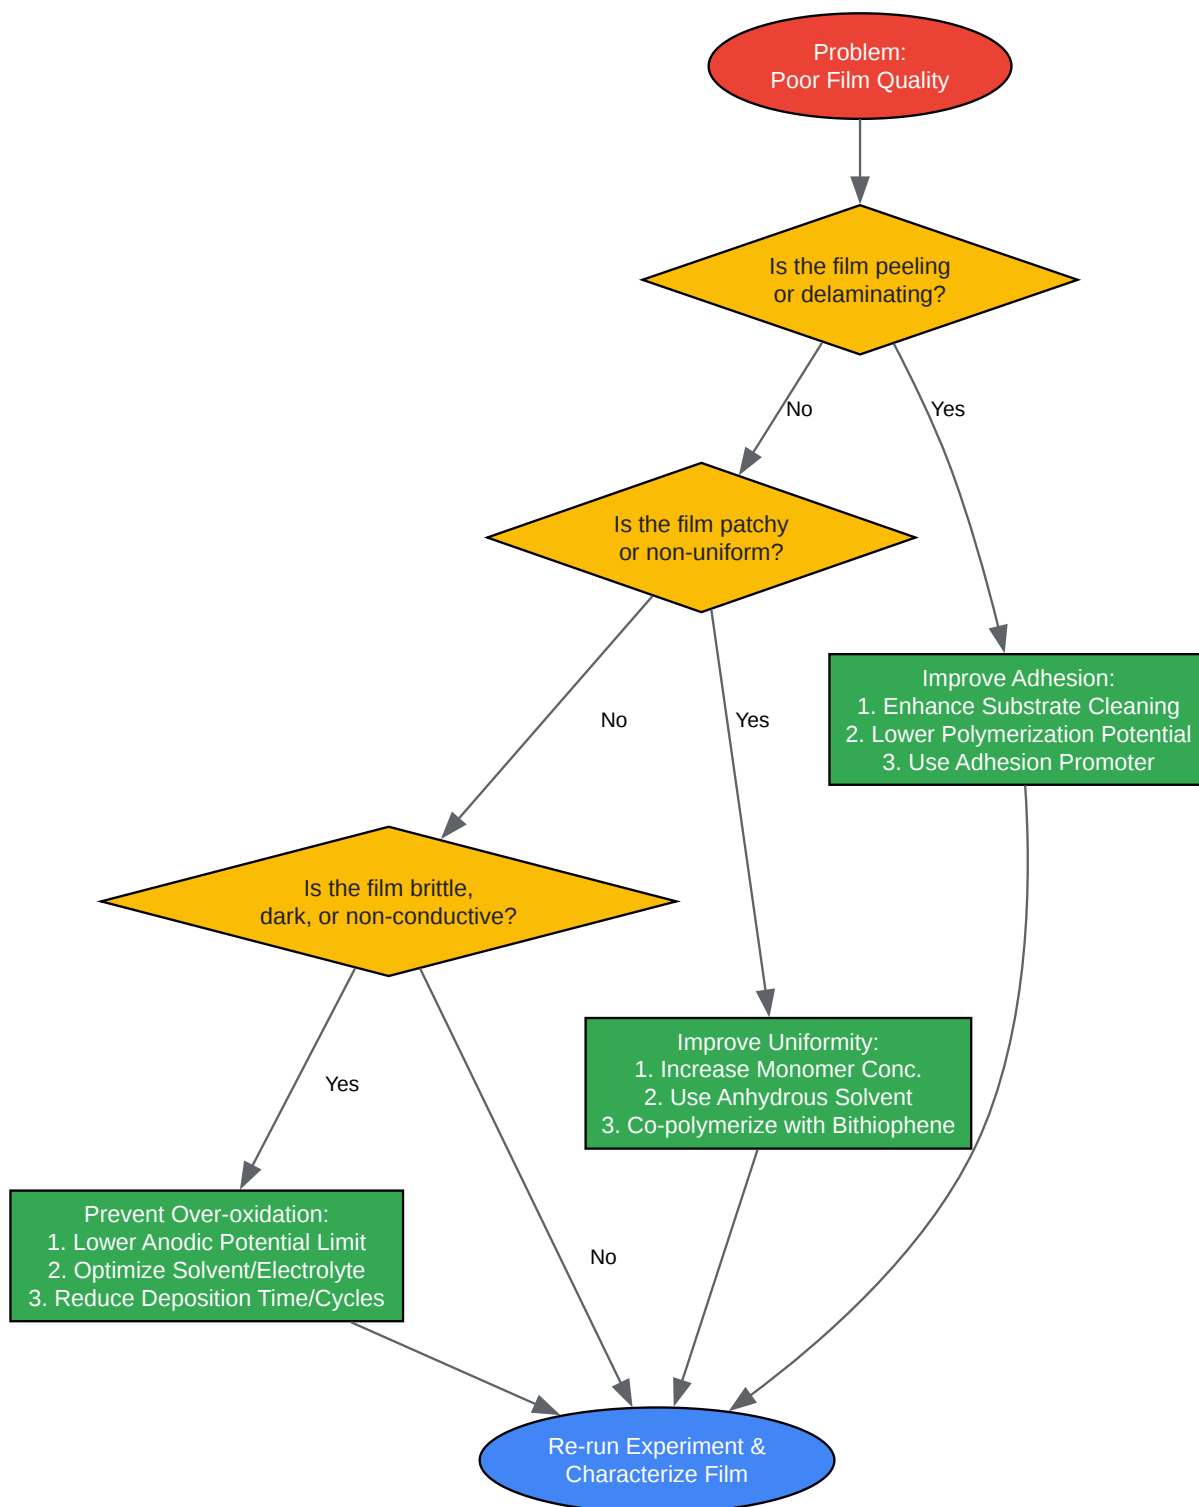 Problem:
Poor Film Quality
Is the film peeling
or delaminating?
No
Yes
Is the film patchy
or non-uniform?
Improve Adhesion:
1. Enhance Substrate Cleaning
2. Lower Polymerization Potential
3. Use Adhesion Promoter
No
Yes
Is the film brittle,
dark, or non-conductive?
Improve Uniformity:
1. Increase Monomer Conc.
2. Use Anhydrous Solvent
3. Co-polymerize with Bithiophene
Yes
No
Prevent Over-oxidation:
1. Lower Anodic Potential Limit
2. Optimize Solvent/Electrolyte
3. Reduce Deposition Time/Cycles
Re-run Experiment &
Characterize Film